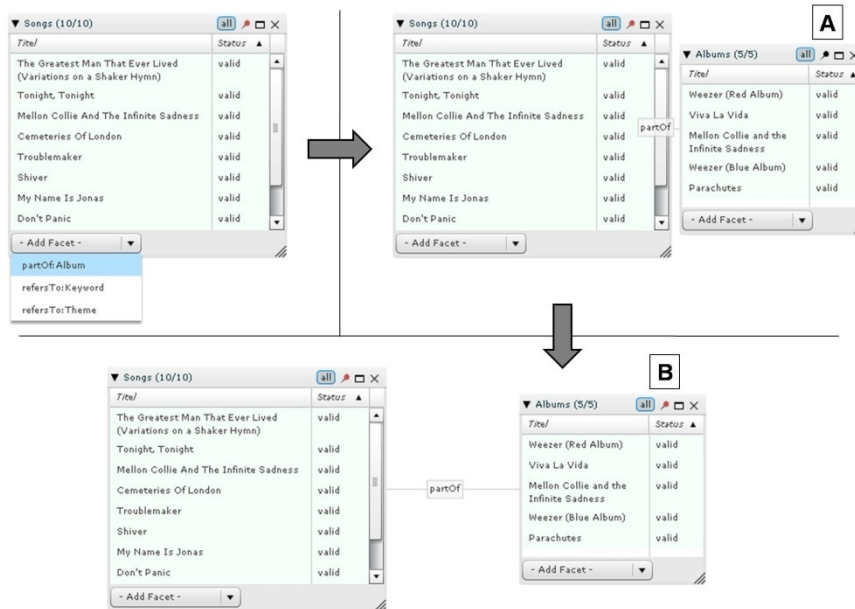 ▼ Songs (10/10) all
Titel Status ▲
The Greatest Man That Ever Lived valid
(Variations on a Shaker Hymn)
Tonight, Tonight valid
Mellon Collie And The Infinite Sadness valid
Cemeteries Of London valid
Troublemaker valid
Shiver valid
My Name Is Jonas valid
Don't Panic valid
- Add Facet - ▼
partOf:Album
refersTo:Keyword
refersTo:Theme
▼ Songs (10/10) all
Titel Status ▲
The Greatest Man That Ever Lived valid
(Variations on a Shaker Hymn)
Tonight, Tonight valid
Mellon Collie And The Infinite Sadness valid
Cemeteries Of London valid
Troublemaker valid
Shiver valid
My Name Is Jonas valid
Don't Panic valid
- Add Facet - ▼
partOf
A
▼ Albums (5/5) all
Titel Status ▲
Weezer (Red Album) valid
Viva La Vida valid
Mellon Collie and the valid
Infinite Sadness
Weezer (Blue Album) valid
Parachutes valid
- Add Facet - ▼
▼ Songs (10/10) all
Titel Status ▲
The Greatest Man That Ever Lived valid
(Variations on a Shaker Hymn)
Tonight, Tonight valid
Mellon Collie And The Infinite Sadness valid
Cemeteries Of London valid
Troublemaker valid
Shiver valid
My Name Is Jonas valid
Don't Panic valid
- Add Facet - ▼
partOf
B
▼ Albums (5/5) all
Titel Status ▲
Weezer (Red Album) valid
Viva La Vida valid
Mellon Collie and the valid
Infinite Sadness
Weezer (Blue Album) valid
Parachutes valid
- Add Facet - ▼